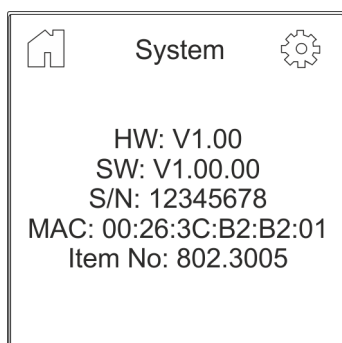 System
HW: V1.00
SW: V1.00.00
S/N: 12345678
MAC: 00:26:3C:B2:B2:01
Item No: 802.3005